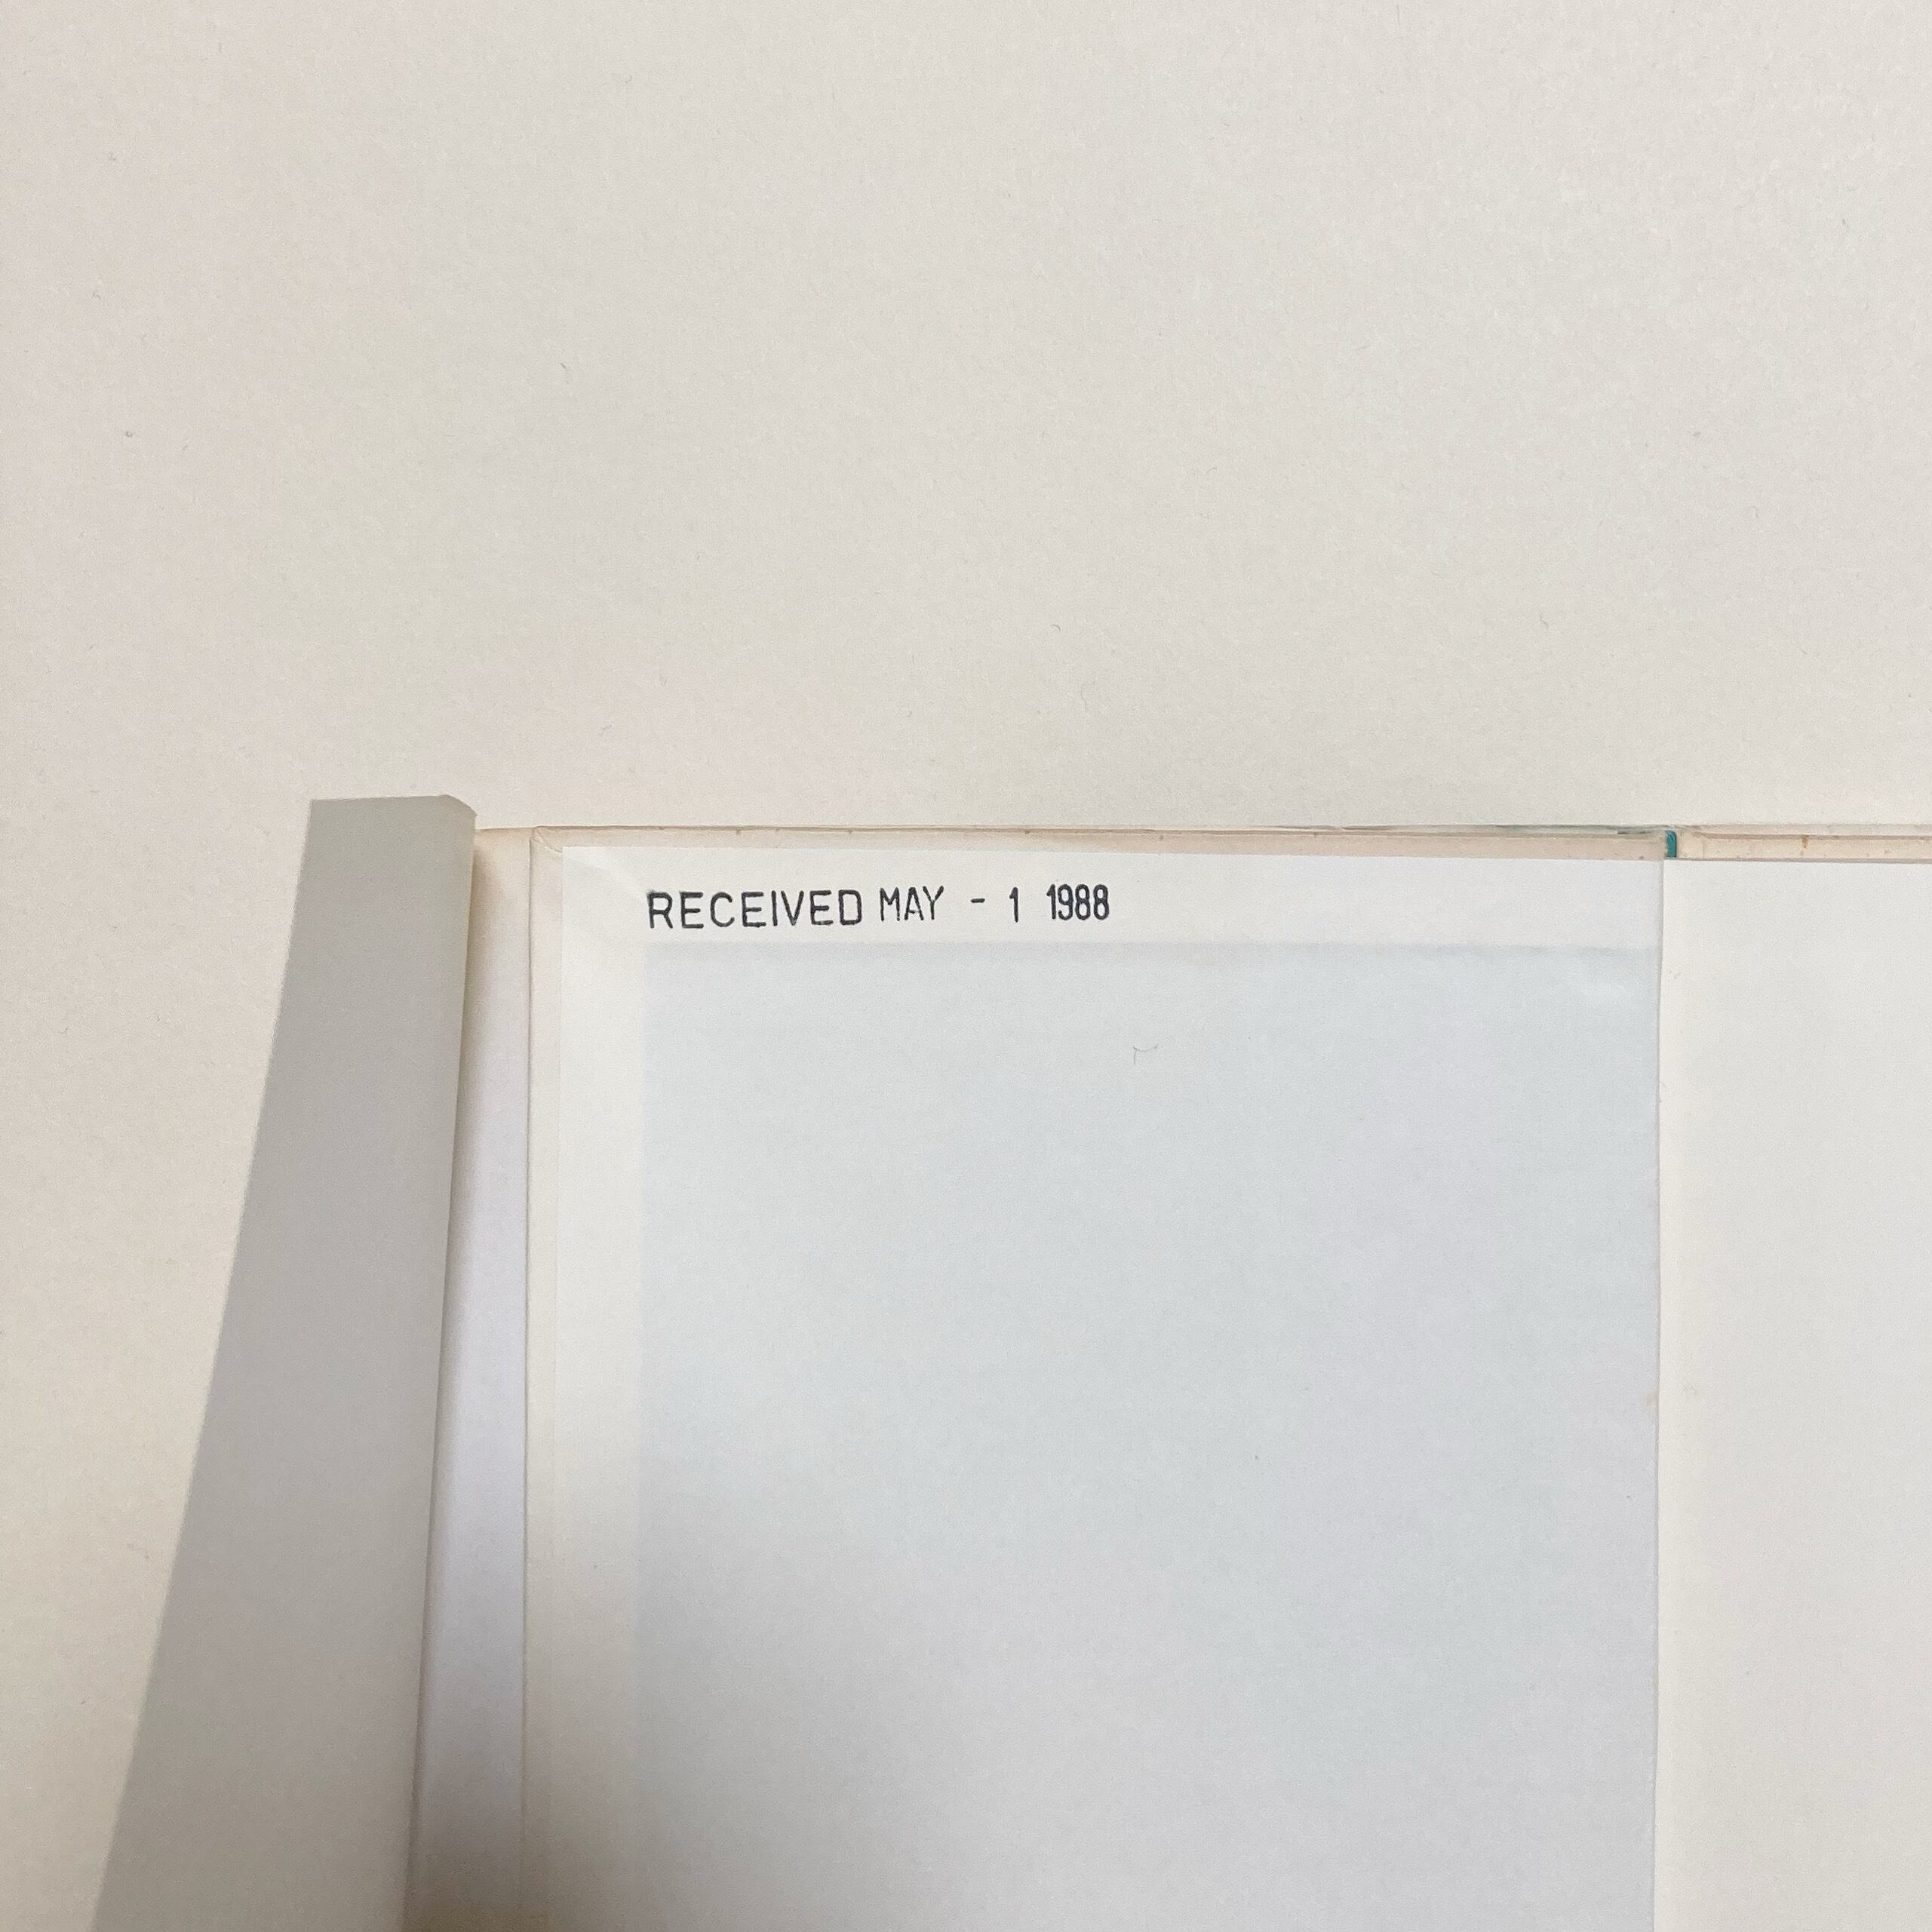 RECEIVED MAY - 1 1988